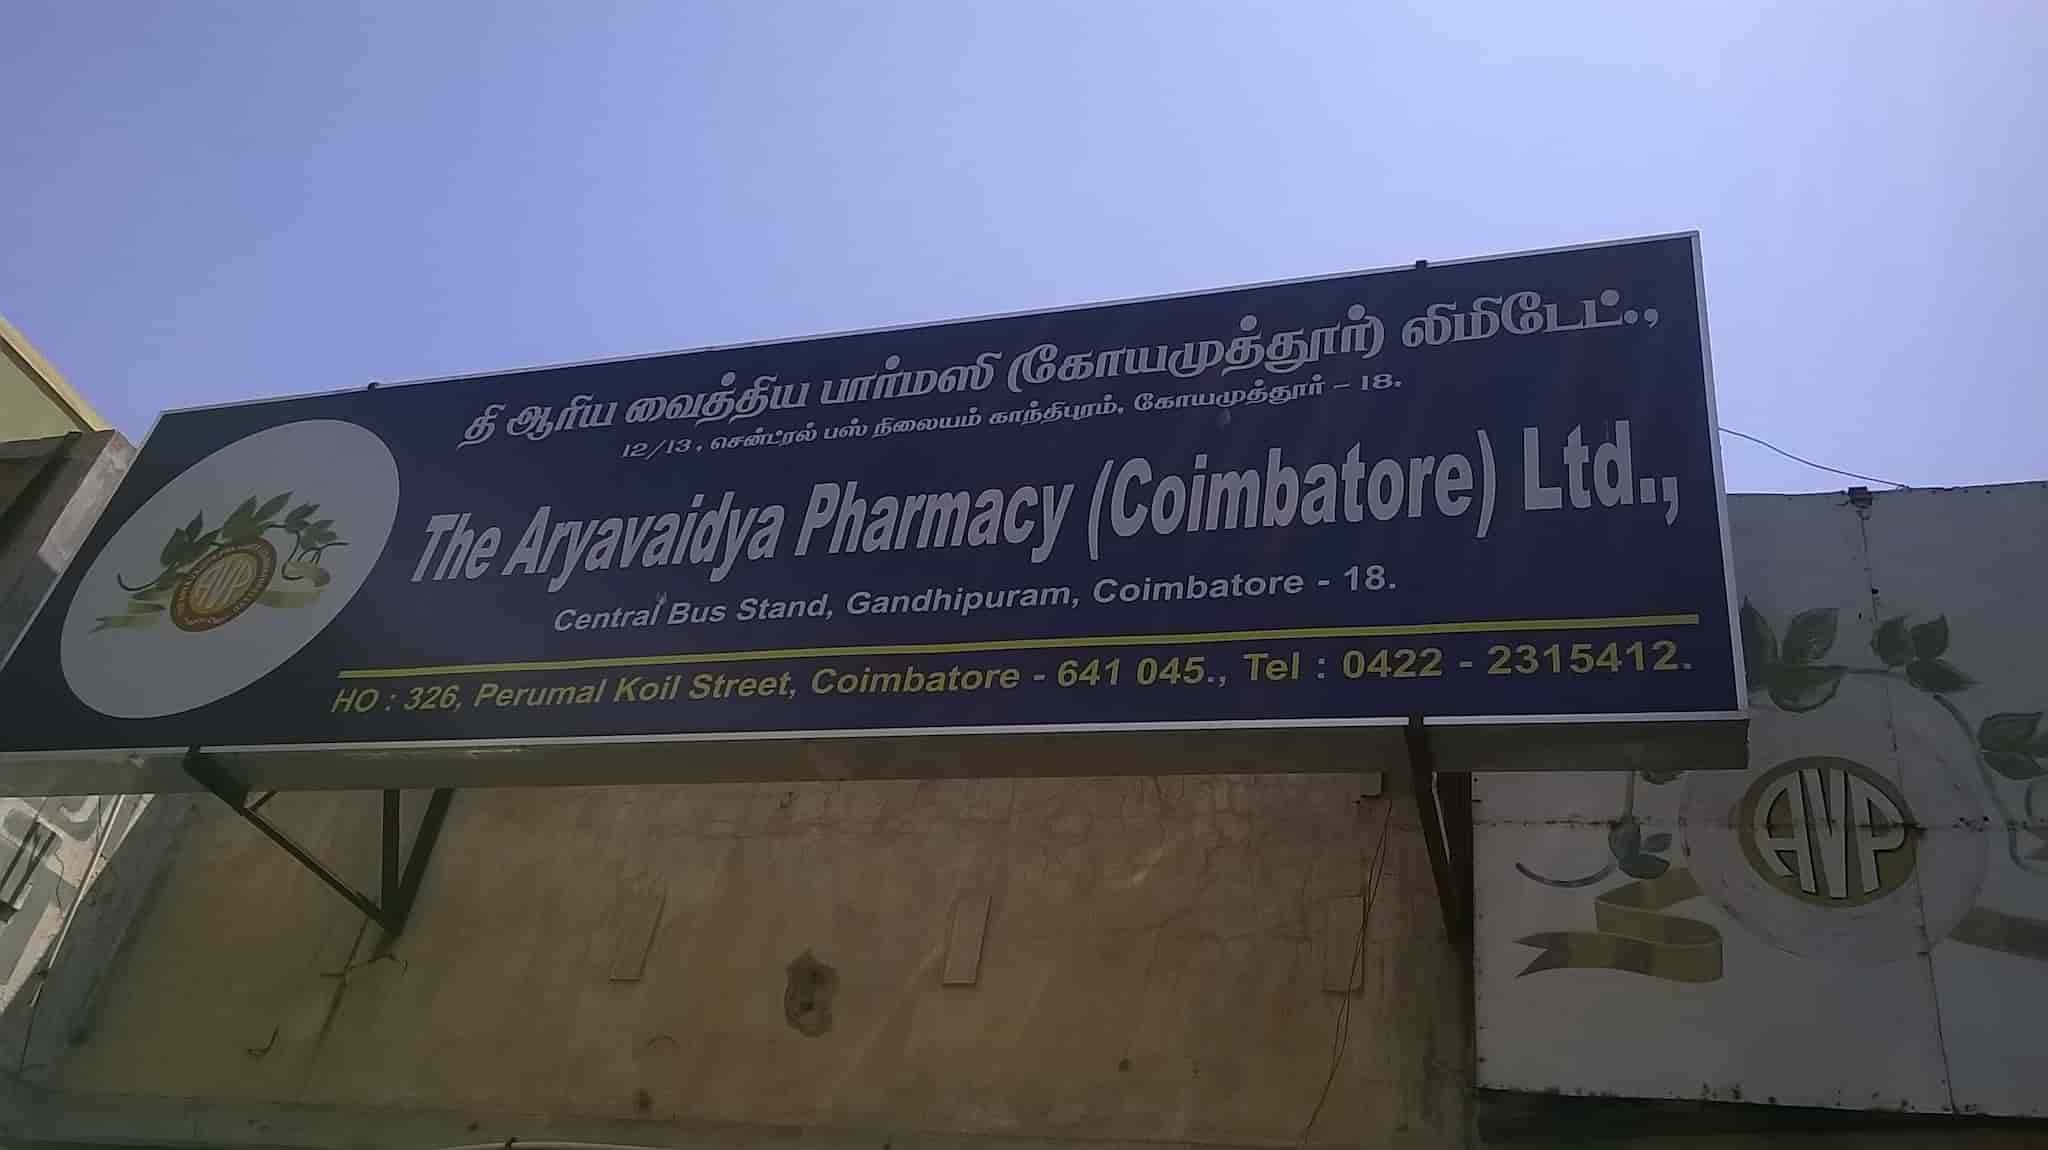 தி ஆரிய வைத்திய பார்மஸி (கோயமுத்தூர்) லிமிடேட்.,
12/13, சென்ட்ரல் பஸ் நிலையம் காந்திபுரம், கோயமுத்தூர் - 18.
The Aryavaidya Pharmacy (Coimbatore) Ltd.,
Central Bus Stand, Gandhipuram, Coimbatore - 18.
HO : 326, Perumal Koil Street, Coimbatore - 641 045., Tel : 0422 - 2315412.
AVP
AVP